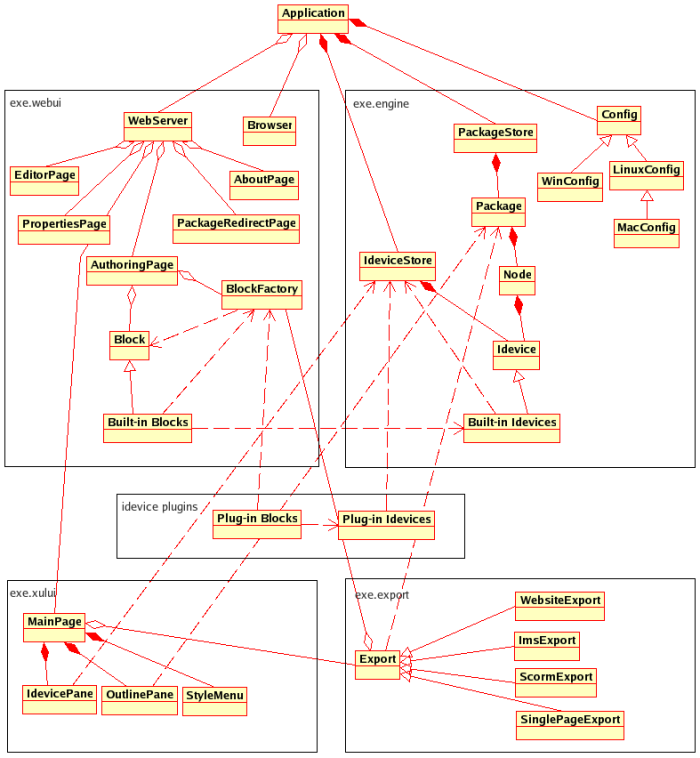 Application
exe.webui
exe.engine
WebServer
Browser
PackageStore
Config
EditorPage
AboutPage
WinConfig
LinuxConfig
PropertiesPage
PackageRedirectPage
Package
MacConfig
AuthoringPage
BlockFactory
IdeviceStore
Node
Block
Idevice
Built-in Blocks
Built-in Idevices
idevice plugins
Plug-in Blocks
Plug-in Idevices
exe.xului
exe.export
MainPage
WebsiteExport
ImsExport
Export
ScormExport
IdevicePane
OutlinePane
StyleMenu
SinglePageExport